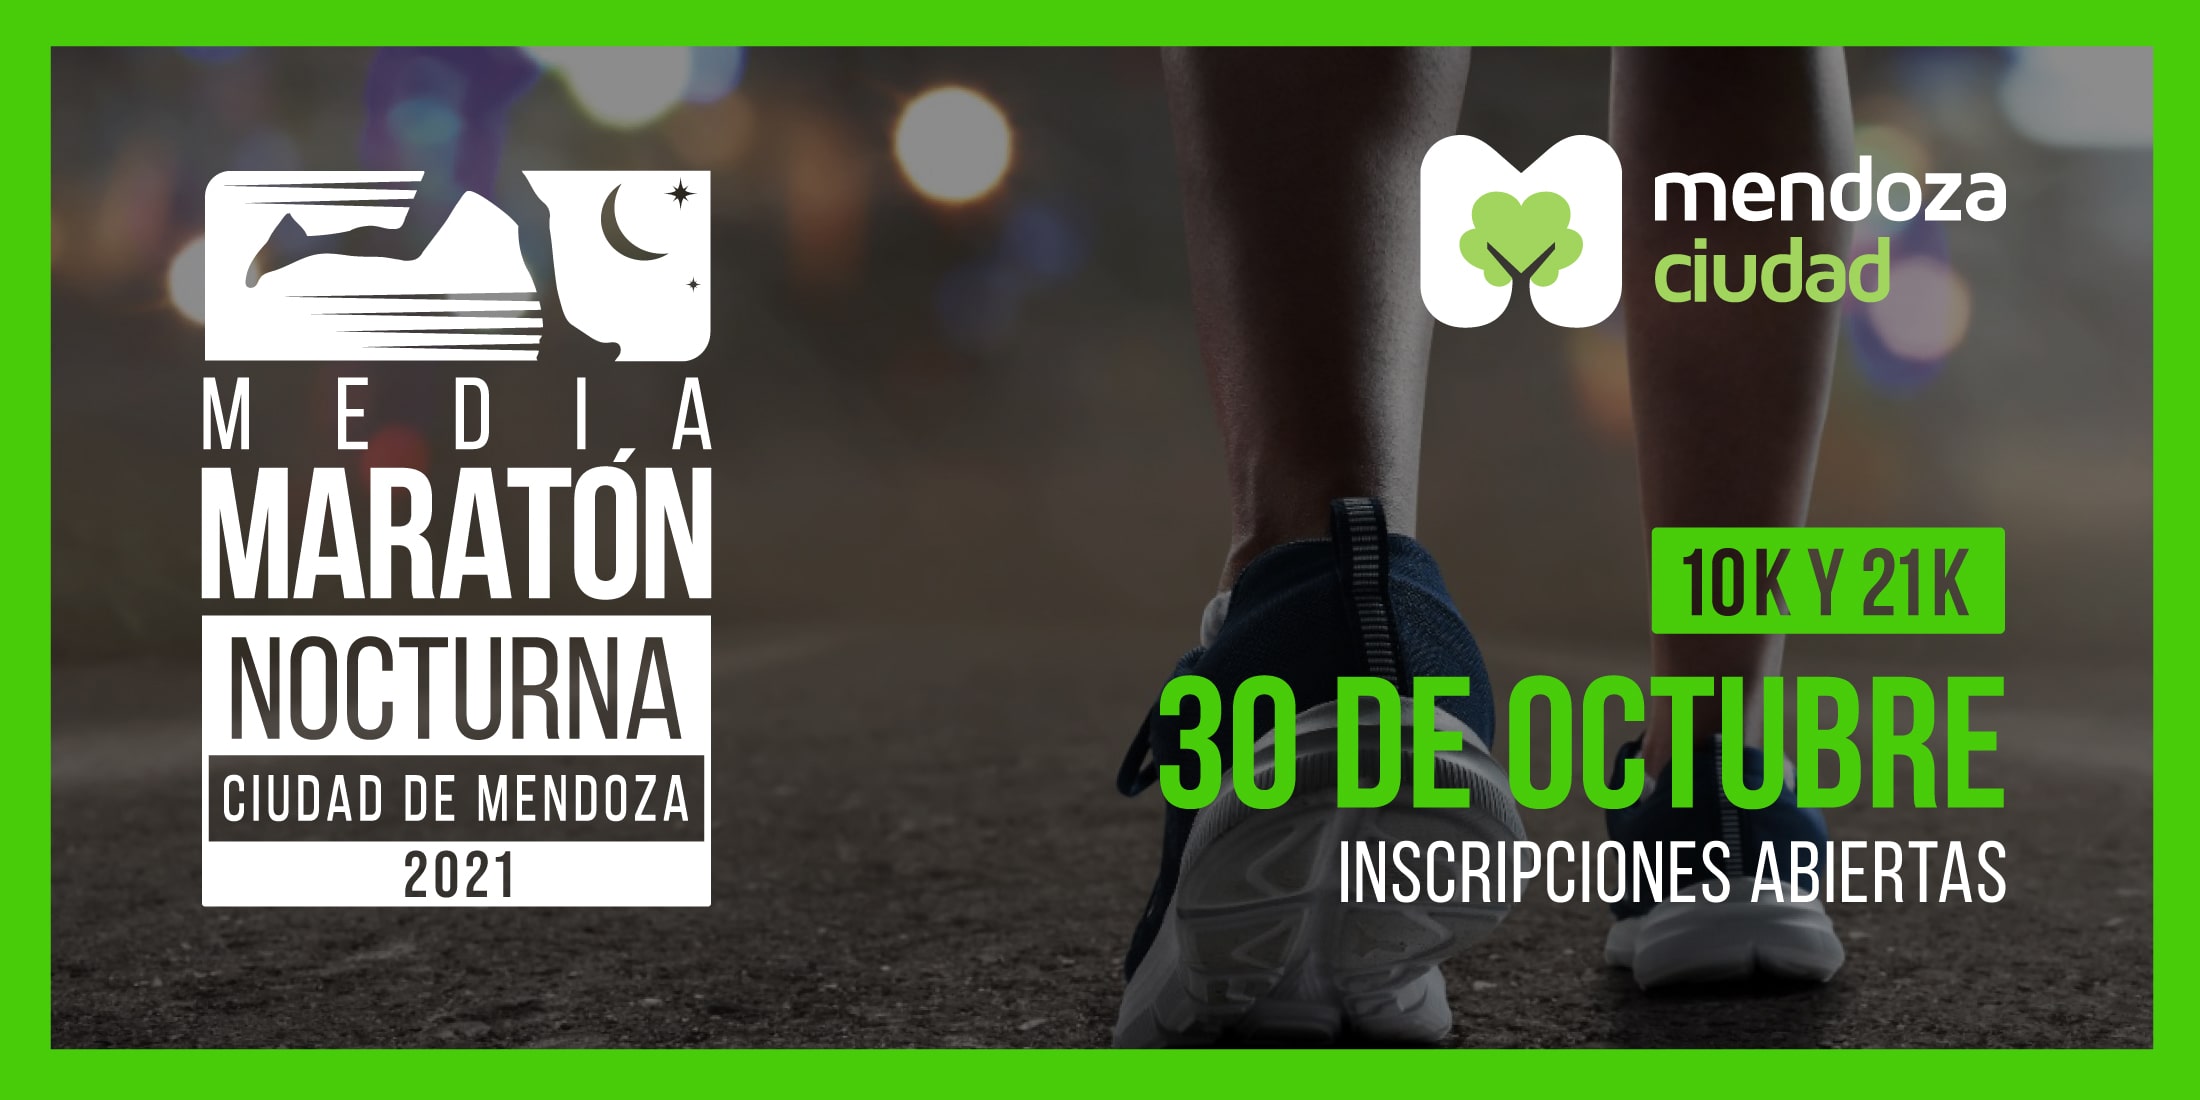 MEDIA
MARATÓN
NOCTURNA
CIUDAD DE MENDOZA
2021
mendoza
ciudad
10K Y 21K
30 DE OCTUBRE
INSCRIPCIONES ABIERTAS